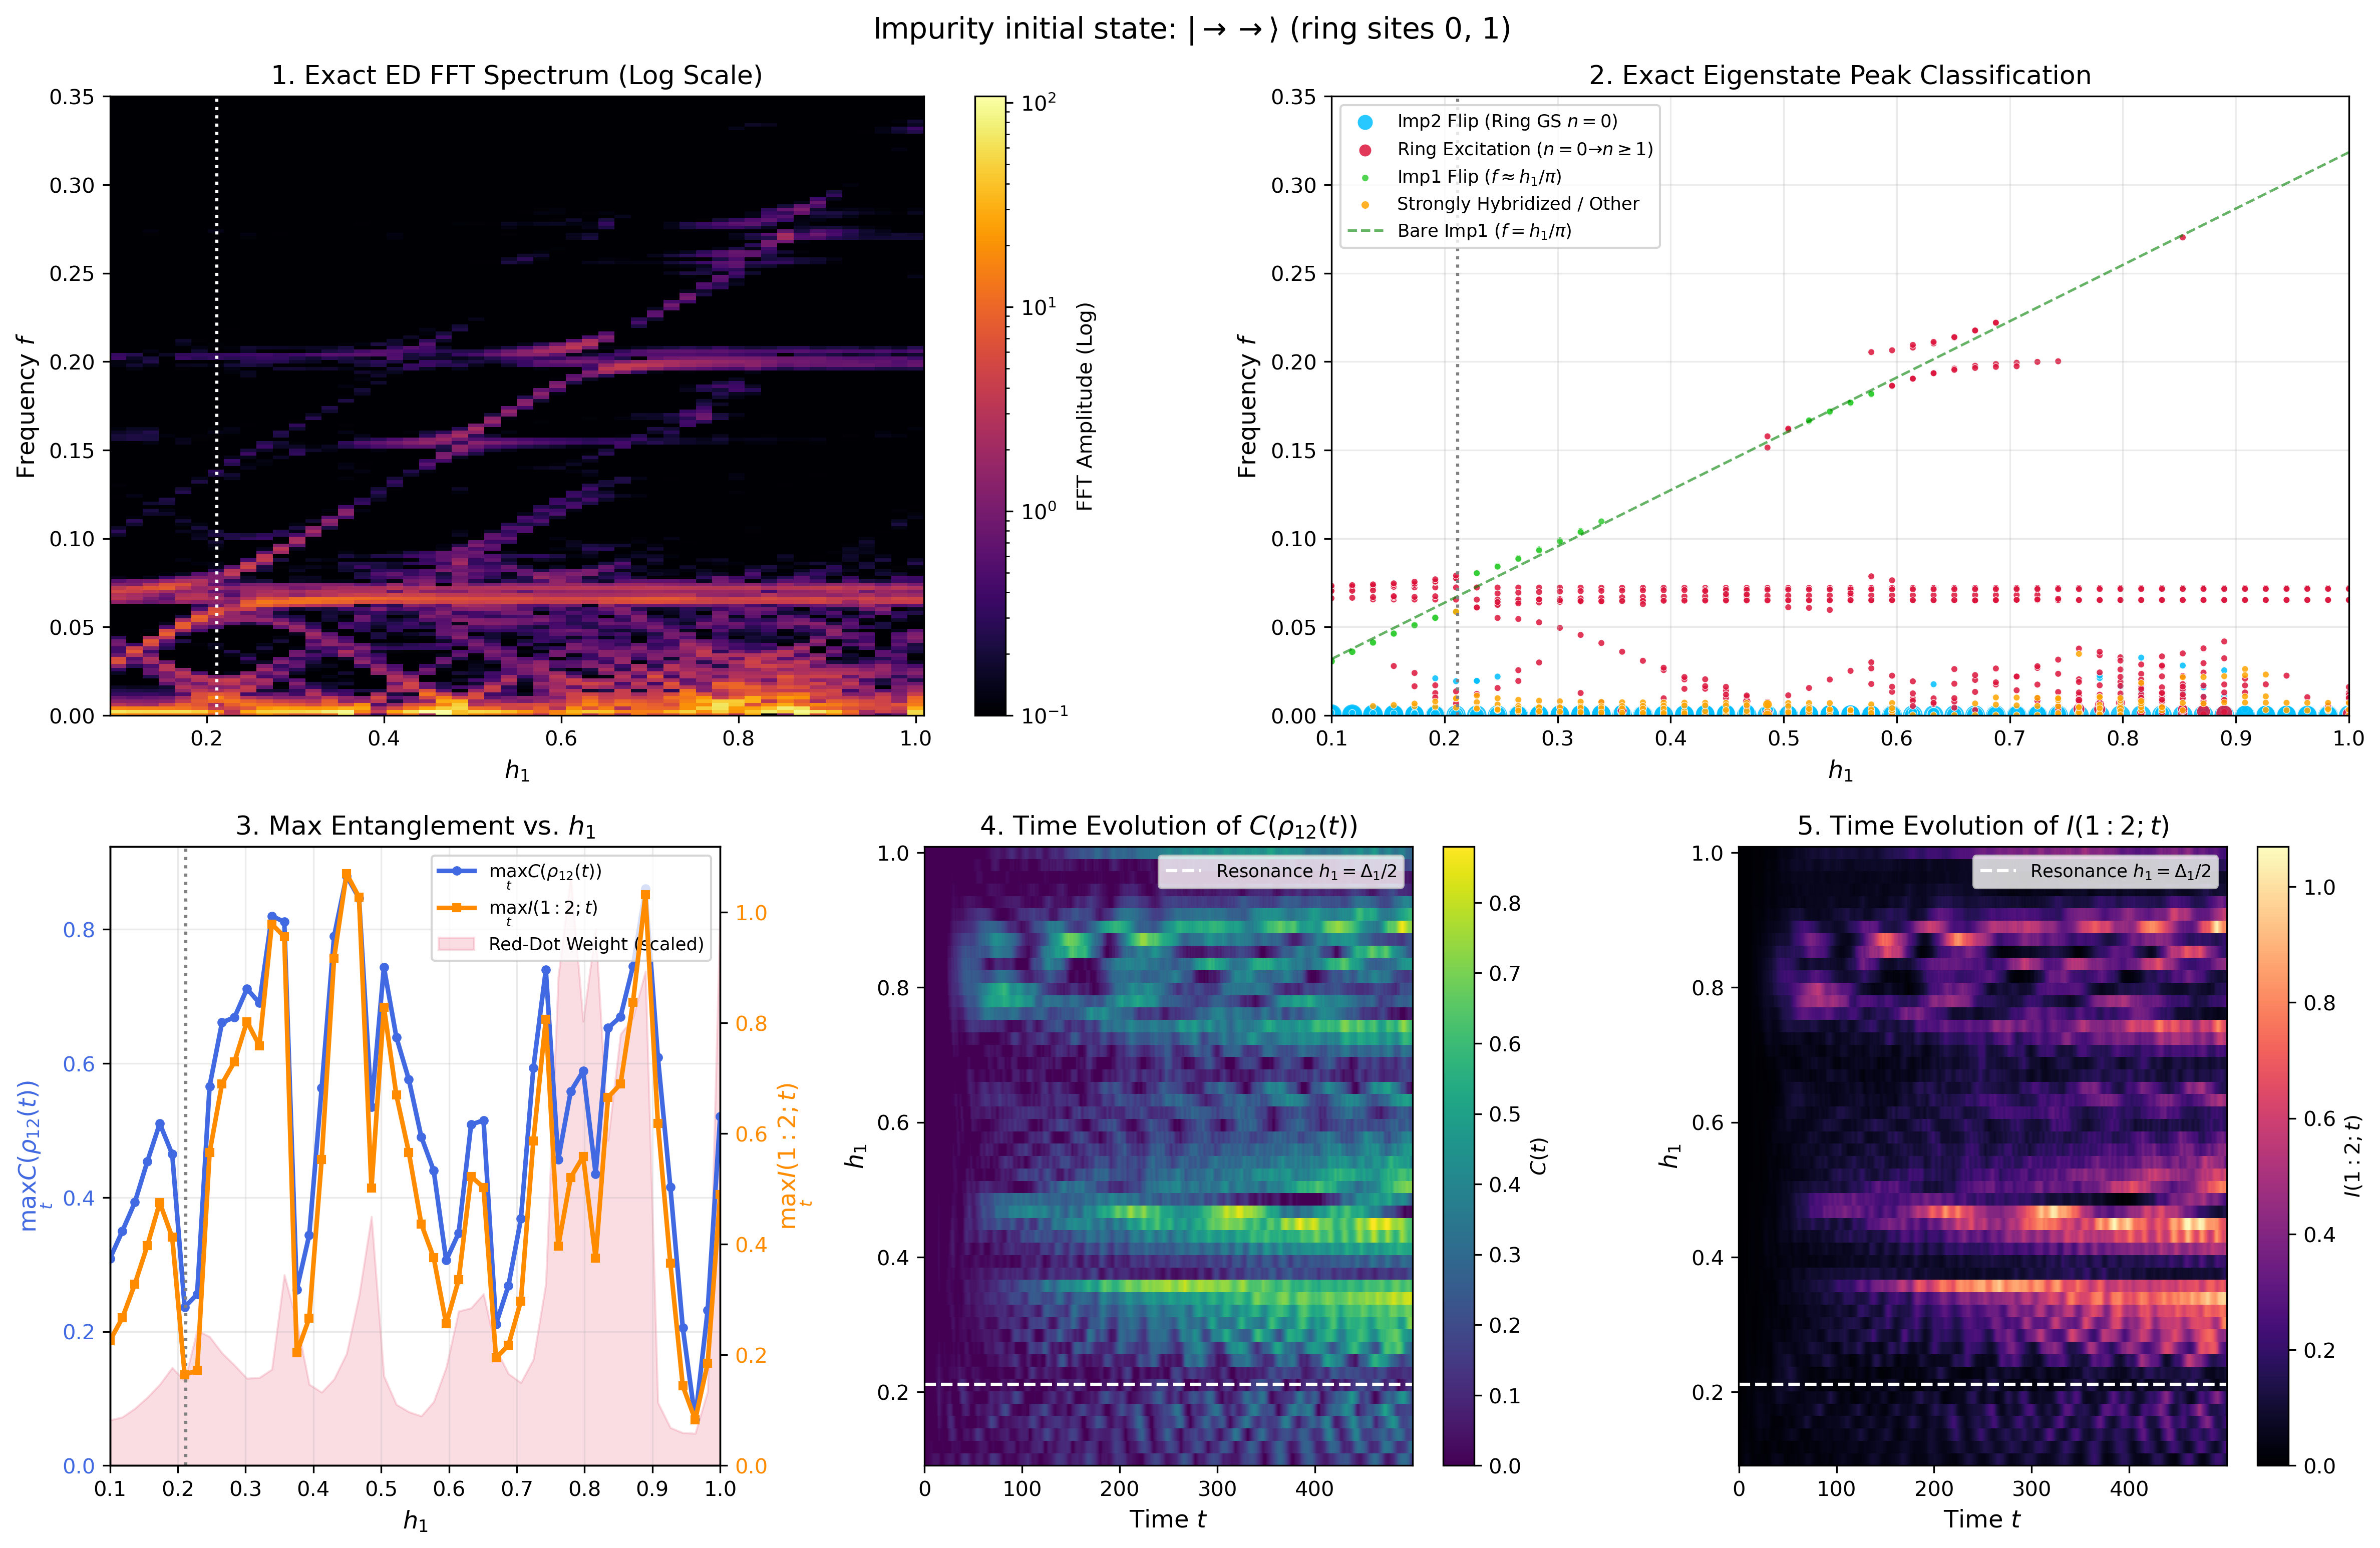 Impurity initial state: |→→⟩ (ring sites 0, 1)
1. Exact ED FFT Spectrum (Log Scale)
Frequency f
0.35
0.30
0.25
0.20
0.15
0.10
0.05
0.00
0.2
0.4
0.6
0.8
1.0
h₁
10²
10¹
10⁰
10⁻¹
FFT Amplitude (Log)
2. Exact Eigenstate Peak Classification
Imp2 Flip (Ring GS n = 0)
Ring Excitation (n = 0→n ≥ 1)
Imp1 Flip (f ≈ h₁/π)
Strongly Hybridized / Other
Bare Imp1 (f = h₁/π)
Frequency f
0.35
0.30
0.25
0.20
0.15
0.10
0.05
0.00
0.1
0.2
0.3
0.4
0.5
0.6
0.7
0.8
0.9
1.0
h₁
3. Max Entanglement vs. h₁
max C(ρ₁₂(t))
t
max I(1 : 2; t)
t
Red-Dot Weight (scaled)
max C(ρ₁₂(t))
t
0.8
0.6
0.4
0.2
0.0
0.1
0.2
0.3
0.4
0.5
0.6
0.7
0.8
0.9
1.0
h₁
1.0
0.8
0.6
0.4
0.2
0.0
max I(1 : 2; t)
t
4. Time Evolution of C(ρ₁₂(t))
Resonance h₁ = Δ₁/2
h₁
1.0
0.8
0.6
0.4
0.2
0
100
200
300
400
Time t
0.8
0.7
0.6
0.5
0.4
0.3
0.2
0.1
0.0
C(t)
5. Time Evolution of I(1 : 2; t)
Resonance h₁ = Δ₁/2
h₁
1.0
0.8
0.6
0.4
0.2
0
100
200
300
400
Time t
1.0
0.8
0.6
0.4
0.2
0.0
I(1 : 2; t)